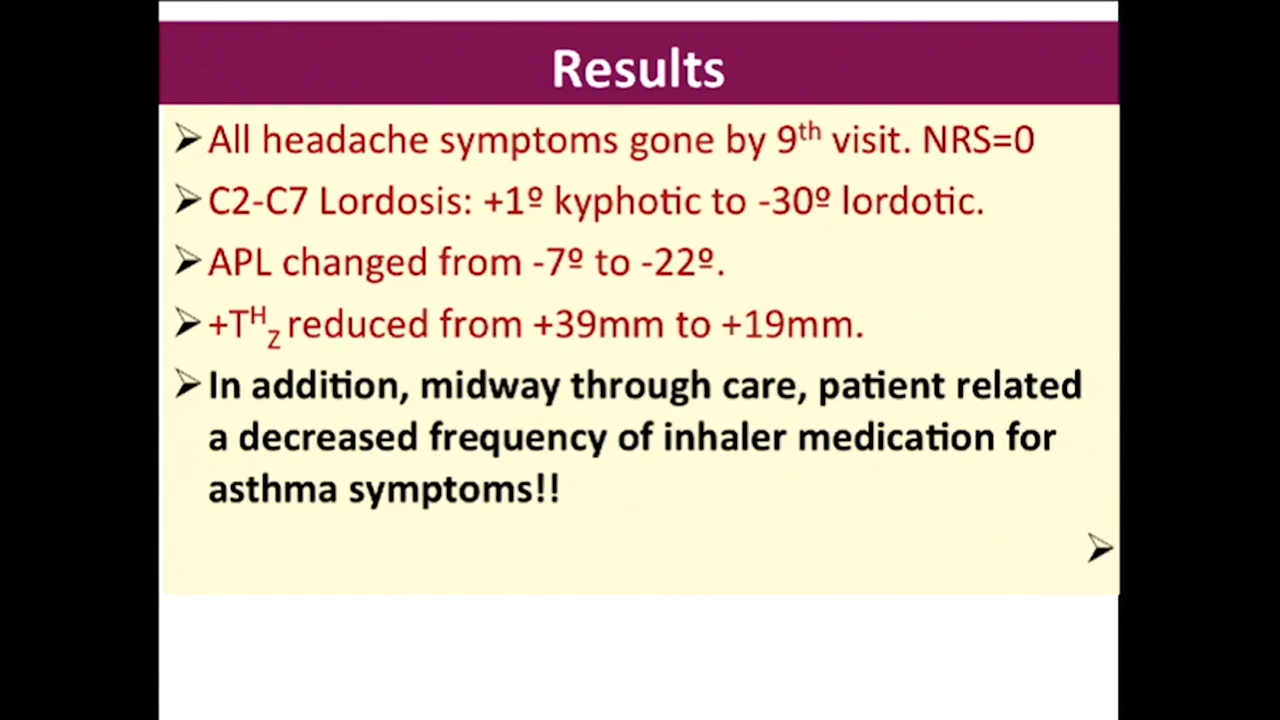 Results
➢All headache symptoms gone by 9th visit. NRS=0
➢C2-C7 Lordosis: +1º kyphotic to -30º lordotic.
➢APL changed from -7º to -22º.
➢+THZ reduced from +39mm to +19mm.
➢In addition, midway through care, patient related
a decreased frequency of inhaler medication for
asthma symptoms!!
➢